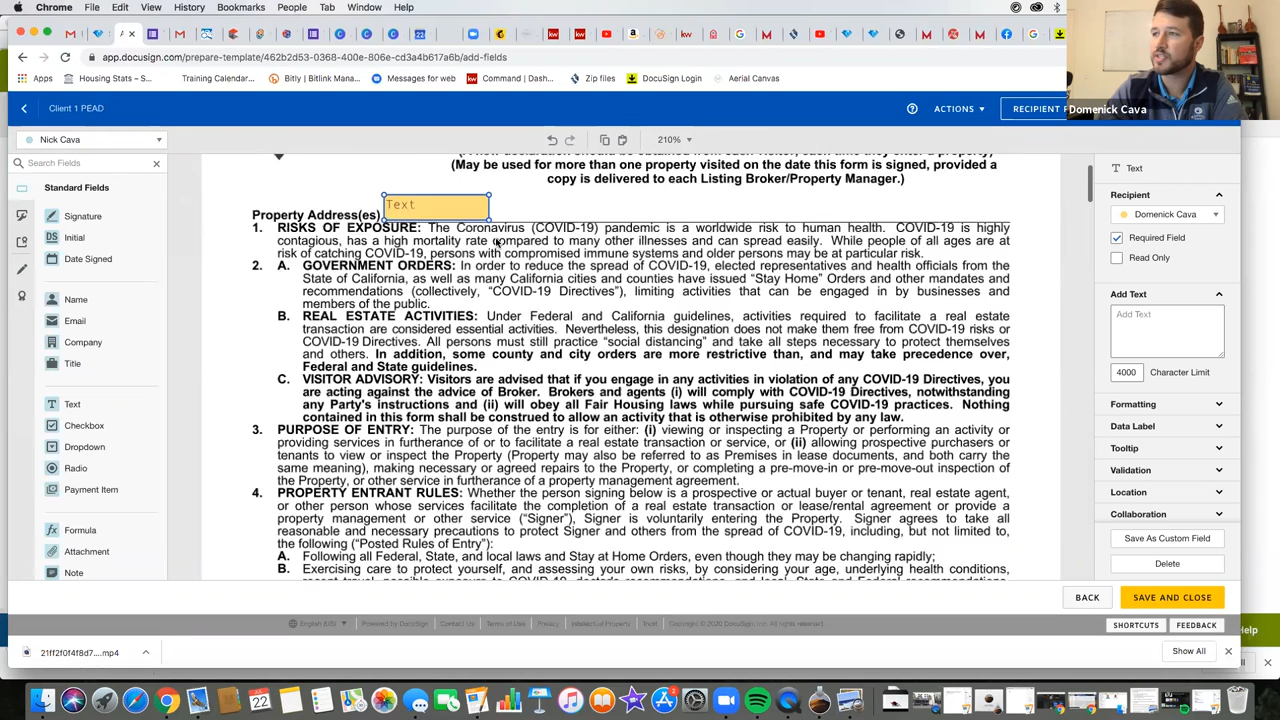 Chrome File Edit View History Bookmarks People Tab Window Help
app.docusign.com/prepare-template/462b2d53-0368-4908-806e-cd3a4b167a6b/add-fields
Apps Housing Stats – S... Training Calendar... Bitly | Bitlink Mana... Messages for web Command | Dash... Zip files DocuSign Login Aerial Canvas
Client 1 PEAD ACTIONS RECIPIENT
Domenick Cava
Nick Cava 210%
Search Fields
Standard Fields
Signature
Initial
Date Signed
Name
Email
Company
Title
Text
Checkbox
Dropdown
Radio
Payment Item
Formula
Attachment
Note
(May be used for more than one property visited on the date this form is signed, provided a
copy is delivered to each Listing Broker/Property Manager.)
Text
Property Address(es)
1. RISKS OF EXPOSURE: The Coronavirus (COVID-19) pandemic is a worldwide risk to human health. COVID-19 is highly
contagious, has a high mortality rate compared to many other illnesses and can spread easily. While people of all ages are at
risk of catching COVID-19, persons with compromised immune systems and older persons may be at particular risk.
2. A. GOVERNMENT ORDERS: In order to reduce the spread of COVID-19, elected representatives and health officials from the
State of California, as well as many California cities and counties have issued “Stay Home” Orders and other mandates and
recommendations (collectively, “COVID-19 Directives”), limiting activities that can be engaged in by businesses and
members of the public.
B. REAL ESTATE ACTIVITIES: Under Federal and California guidelines, activities required to facilitate a real estate
transaction are considered essential activities. Nevertheless, this designation does not make them free from COVID-19 risks or
COVID-19 Directives. All persons must still practice “social distancing” and take all steps necessary to protect themselves
and others. In addition, some county and city orders are more restrictive than, and may take precedence over,
Federal and State guidelines.
C. VISITOR ADVISORY: Visitors are advised that if you engage in any activities in violation of any COVID-19 Directives, you
are acting against the advice of Broker. Brokers and agents (i) will comply with COVID-19 Directives, notwithstanding
any Party's instructions and (ii) will obey all Fair Housing laws while pursuing safe COVID-19 practices. Nothing
contained in this form shall be construed to allow an activity that is otherwise prohibited by any law.
3. PURPOSE OF ENTRY: The purpose of the entry is for either: (i) viewing or inspecting a Property or performing an activity or
providing services in furtherance of or to facilitate a real estate transaction or service, or (ii) allowing prospective purchasers or
tenants to view or inspect the Property (Property may also be referred to as Premises in lease documents, and both carry the
same meaning), making necessary or agreed repairs to the Property, or completing a pre-move-in or pre-move-out inspection of
the Property, or other service in furtherance of a property management agreement.
4. PROPERTY ENTRANT RULES: Whether the person signing below is a prospective or actual buyer or tenant, real estate agent,
or other person whose services facilitate the completion of a real estate transaction or lease/rental agreement or provide a
property management or other service (“Signer”), Signer is voluntarily entering the Property. Signer agrees to take all
reasonable and necessary precautions to protect Signer and others from the spread of COVID-19, including, but not limited to,
the following (“Posted Rules of Entry”):
A. Following all Federal, State, and local laws and Stay at Home Orders, even though they may be changing rapidly;
B. Exercising care to protect yourself, and assessing your own risks, by considering your age, underlying health conditions,
Text
Recipient
Domenick Cava
Required Field
Read Only
Add Text
Add Text
4000 Character Limit
Formatting
Data Label
Tooltip
Validation
Location
Collaboration
Save As Custom Field
Delete
BACK SAVE AND CLOSE
English (US) Powered by DocuSign Contact Us Terms of Use Privacy Intellectual Property Trust Copyright © 2020 DocuSign Inc. All rights reserved.
SHORTCUTS FEEDBACK
Help
21ff2f0f4f8d7....mp4 Show All